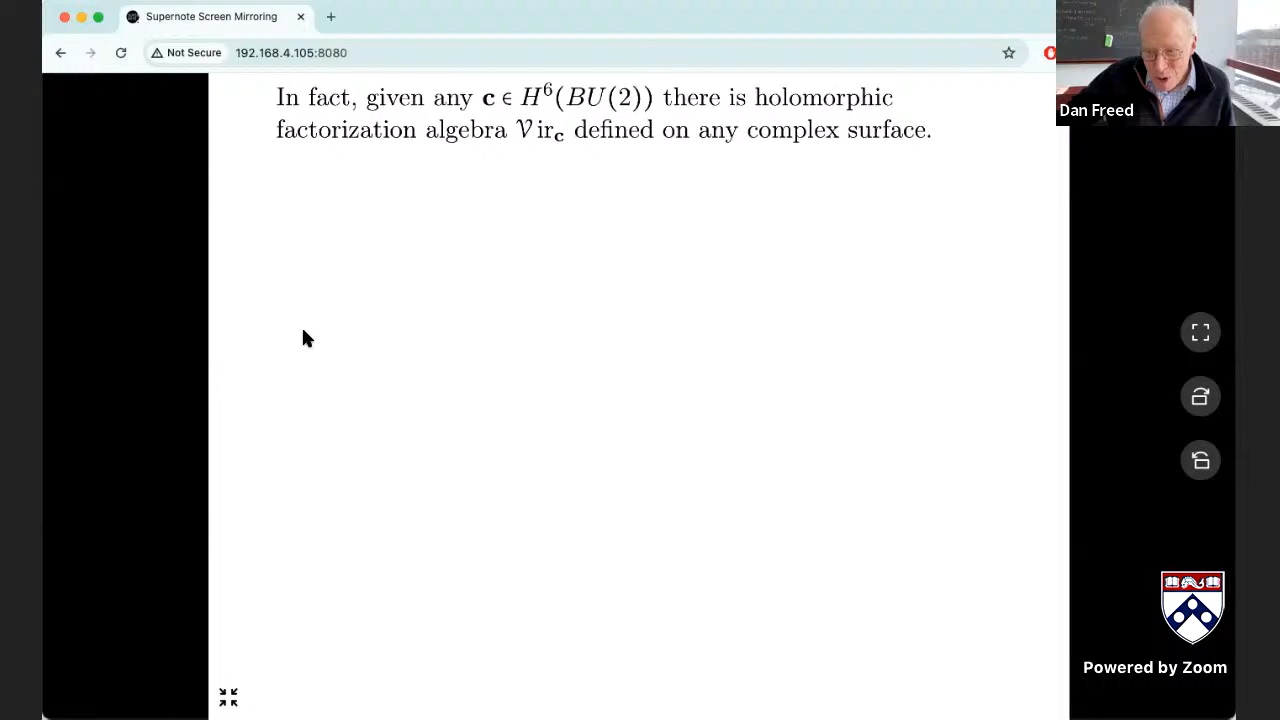 Supernote Screen Mirroring
Not Secure
192.168.4.105:8080
In fact, given any c ∈ H⁶(BU(2)) there is holomorphic
factorization algebra 𝒱ir_c defined on any complex surface.
Dan Freed
Powered by Zoom